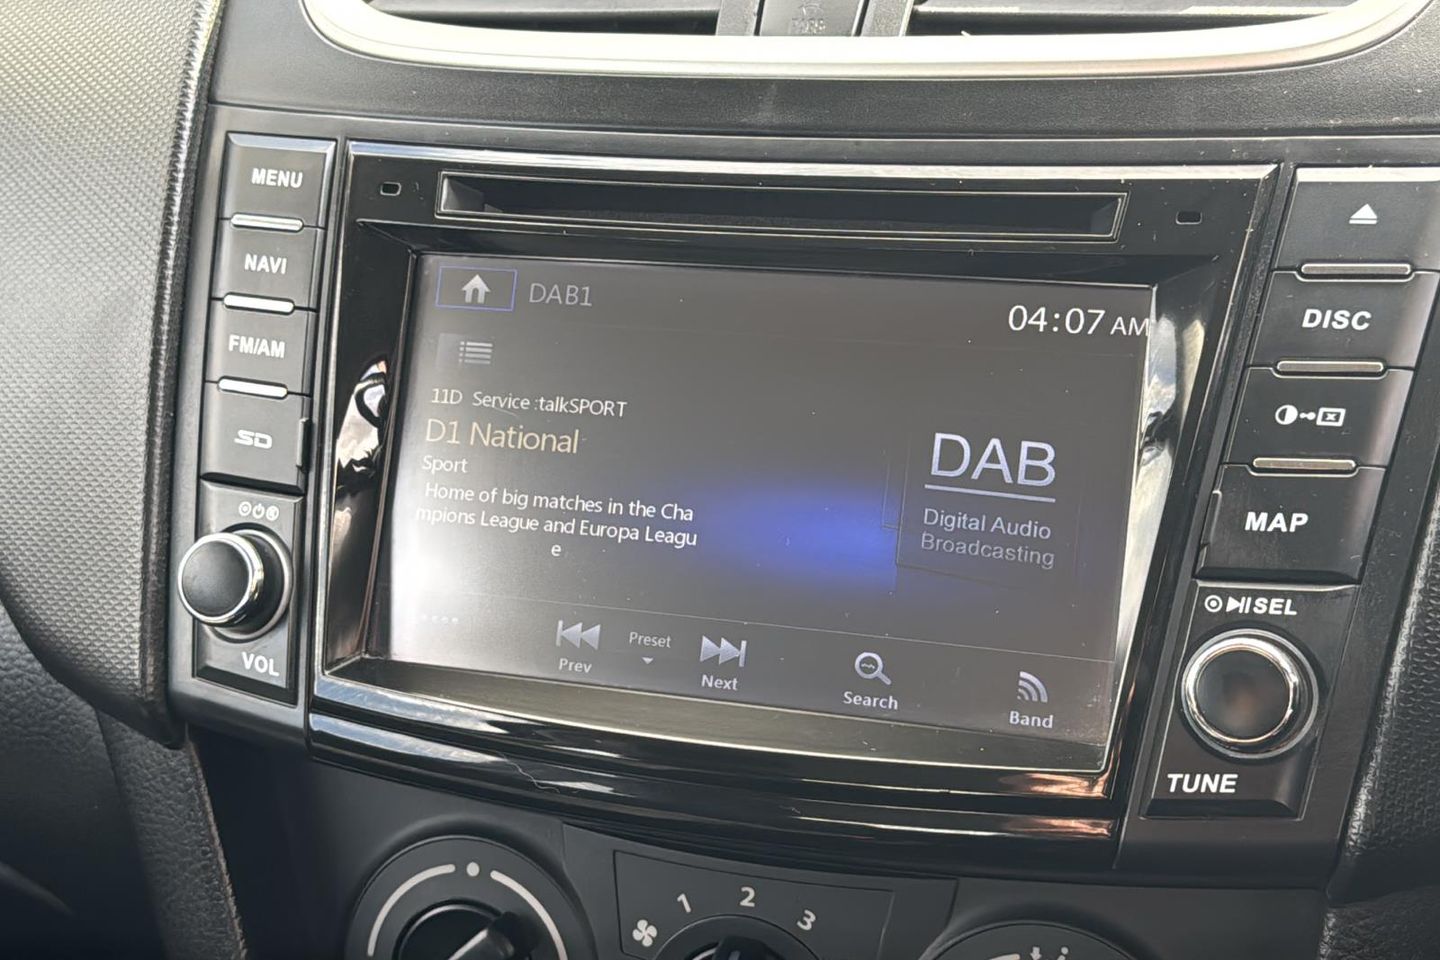 MENU
NAVI
FM/AM
SD
VOL
DAB1
04:07 AM
11D Service :talkSPORT
D1 National
Sport
Home of big matches in the Cha
mpions League and Europa Leagu
e
DAB
Digital Audio
Broadcasting
Prev
Preset
Next
Search
Band
DISC
MAP
SEL
TUNE
1
2
3